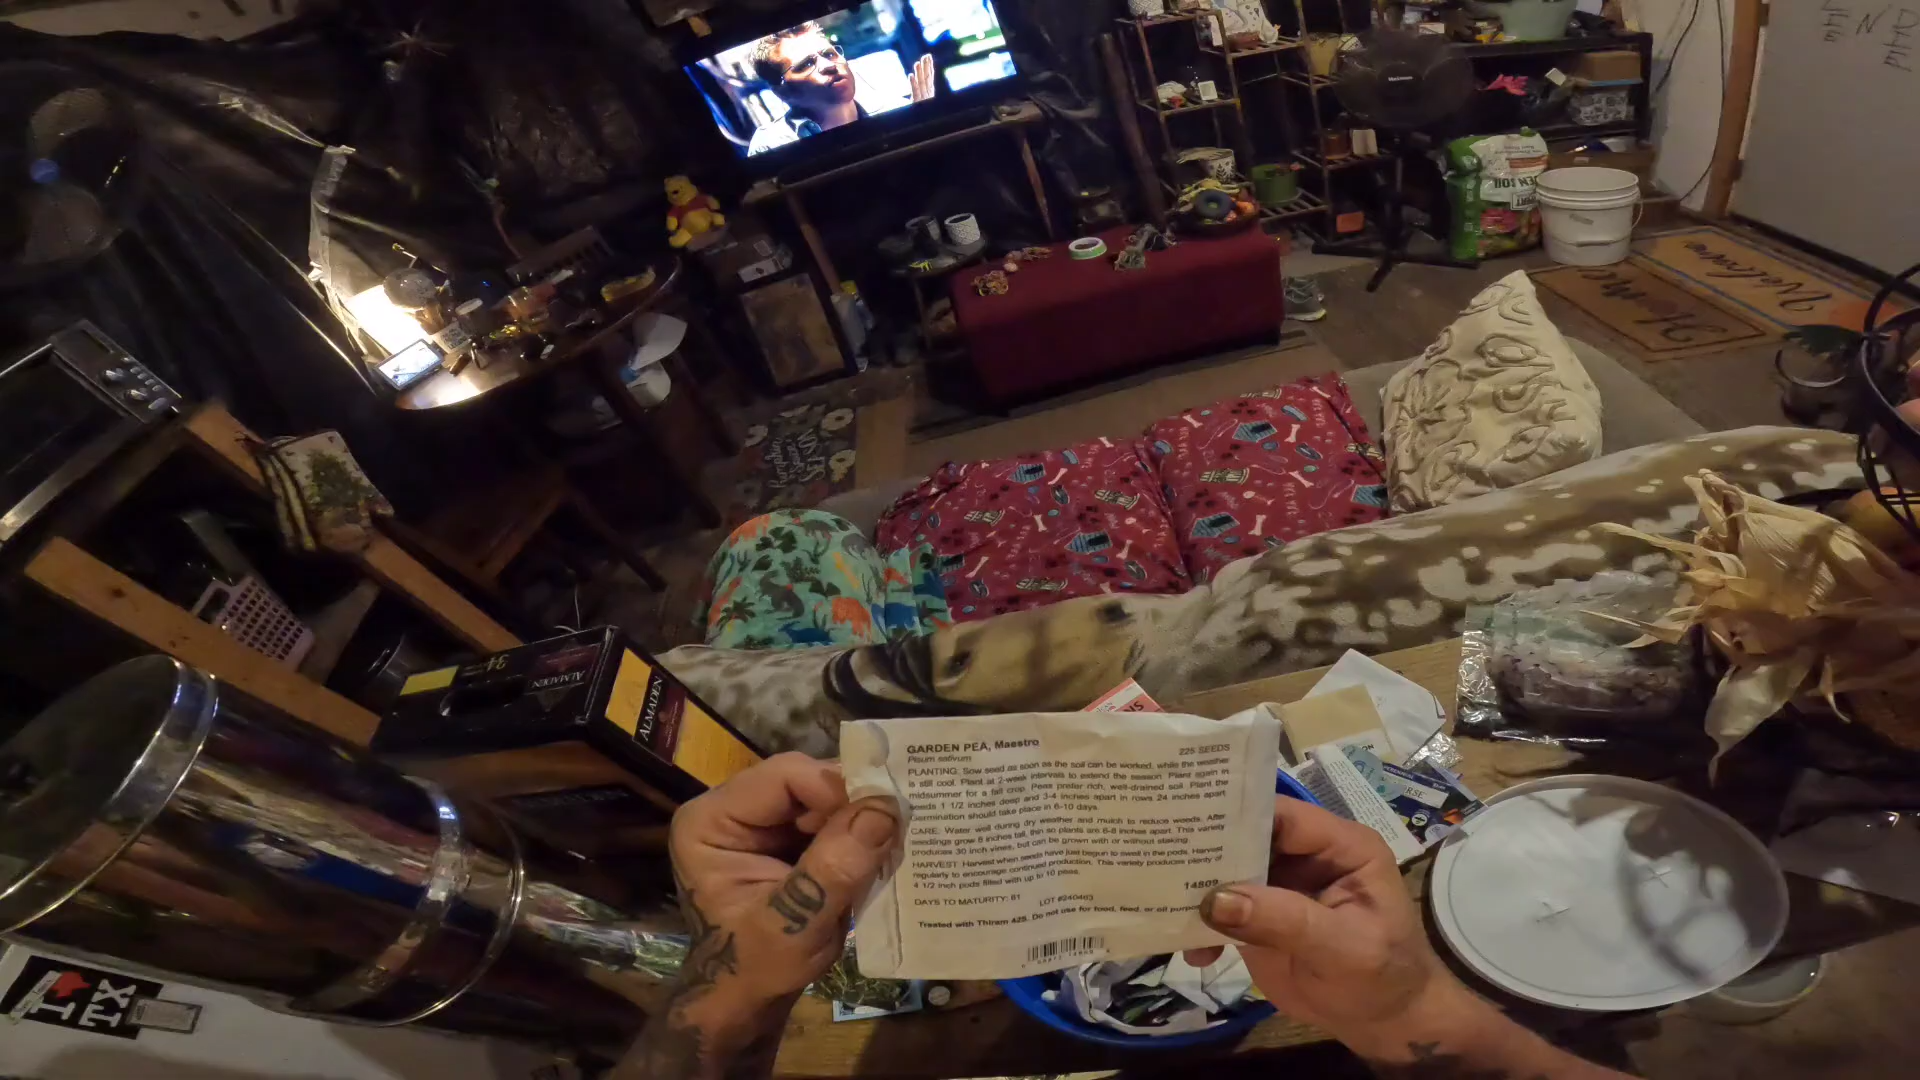 GARDEN PEA, Maestro
225 SEEDS
Pisum sativum
PLANTING: Sow seed as soon as the soil can be worked, while the weather
is still cool. Plant at 2-week intervals to extend the season. Plant again in
midsummer for a fall crop. Peas prefer rich, well-drained soil. Plant the
seeds 1 1/2 inches deep and 3-4 inches apart in rows 24 inches apart.
Germination should take place in 6-10 days.
CARE: Water well during dry weather and mulch to reduce weeds. After
seedlings grow 8 inches tall, thin so plants are 6-8 inches apart. This variety
produces 30 inch vines, but can be grown with or without staking.
HARVEST: Harvest when seeds have just begun to swell in the pods. Harvest
regularly to encourage continued production. This variety produces plenty of
4 1/2 inch pods filled with up to 10 peas.
14809
DAYS TO MATURITY: 61 LOT #240463
Treated with Thiram 42S. Do not use for food, feed, or oil
ALMADEN
ALMADEN
I TX
Welcome
Home
SOIL